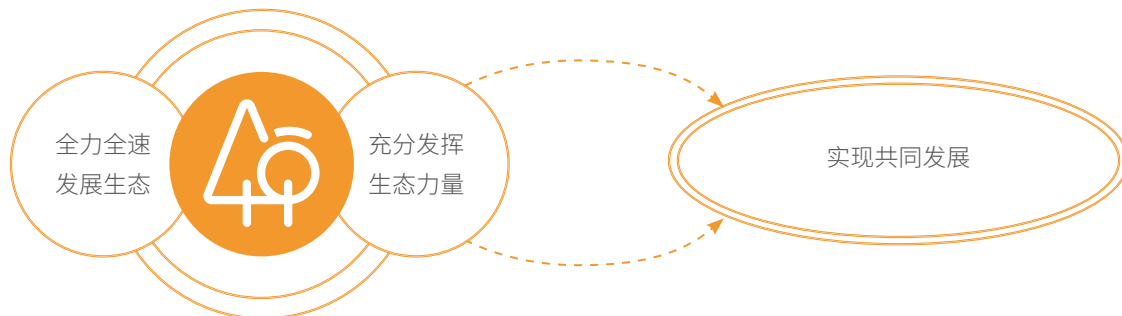 全力全速
发展生态
充分发挥
生态力量
实现共同发展